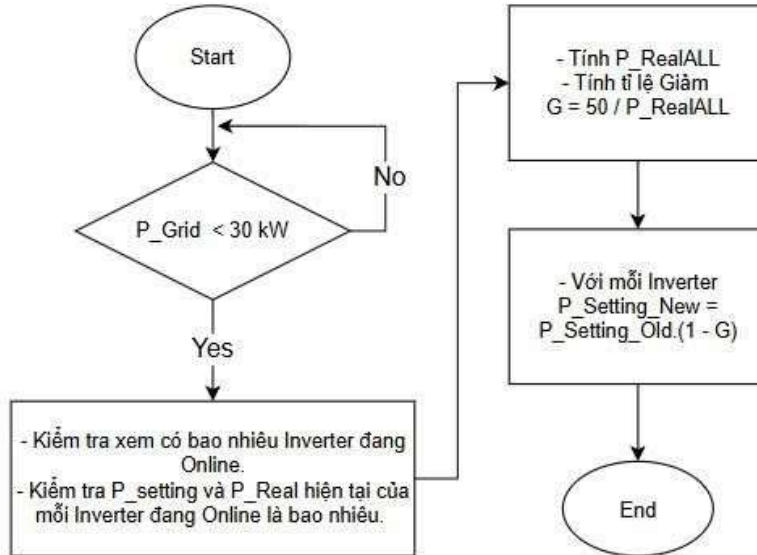 Start
P_Grid < 30 kW
No
Yes
- Kiểm tra xem có bao nhiêu Inverter đang
Online.
- Kiểm tra P_setting và P_Real hiện tại của
mỗi Inverter đang Online là bao nhiêu.
- Tính P_RealALL
- Tính tỉ lệ Giảm
G = 50 / P_RealALL
- Với mỗi Inverter
P_Setting_New =
P_Setting_Old.(1 - G)
End